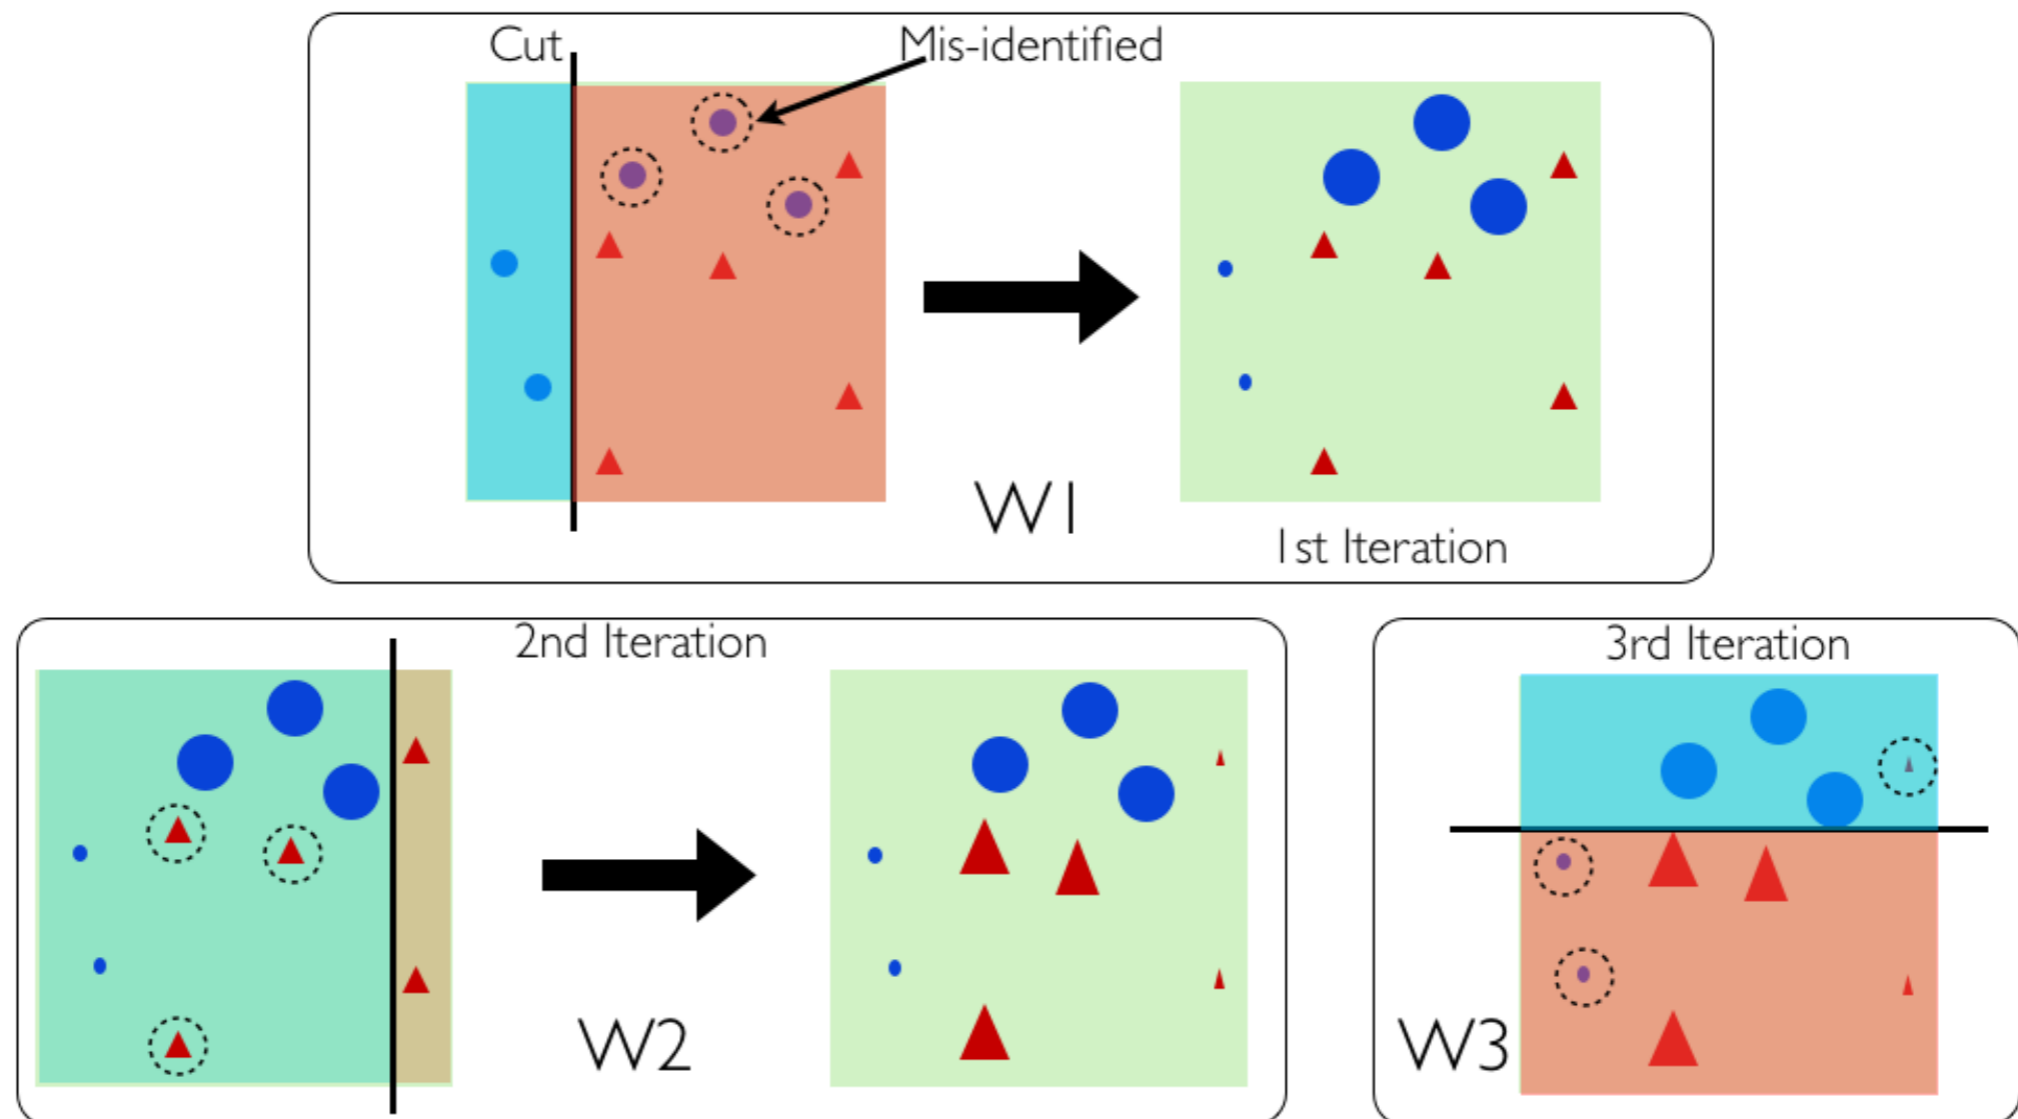 Cut
Mis-identified
W1
1st Iteration
2nd Iteration
W2
3rd Iteration
W3